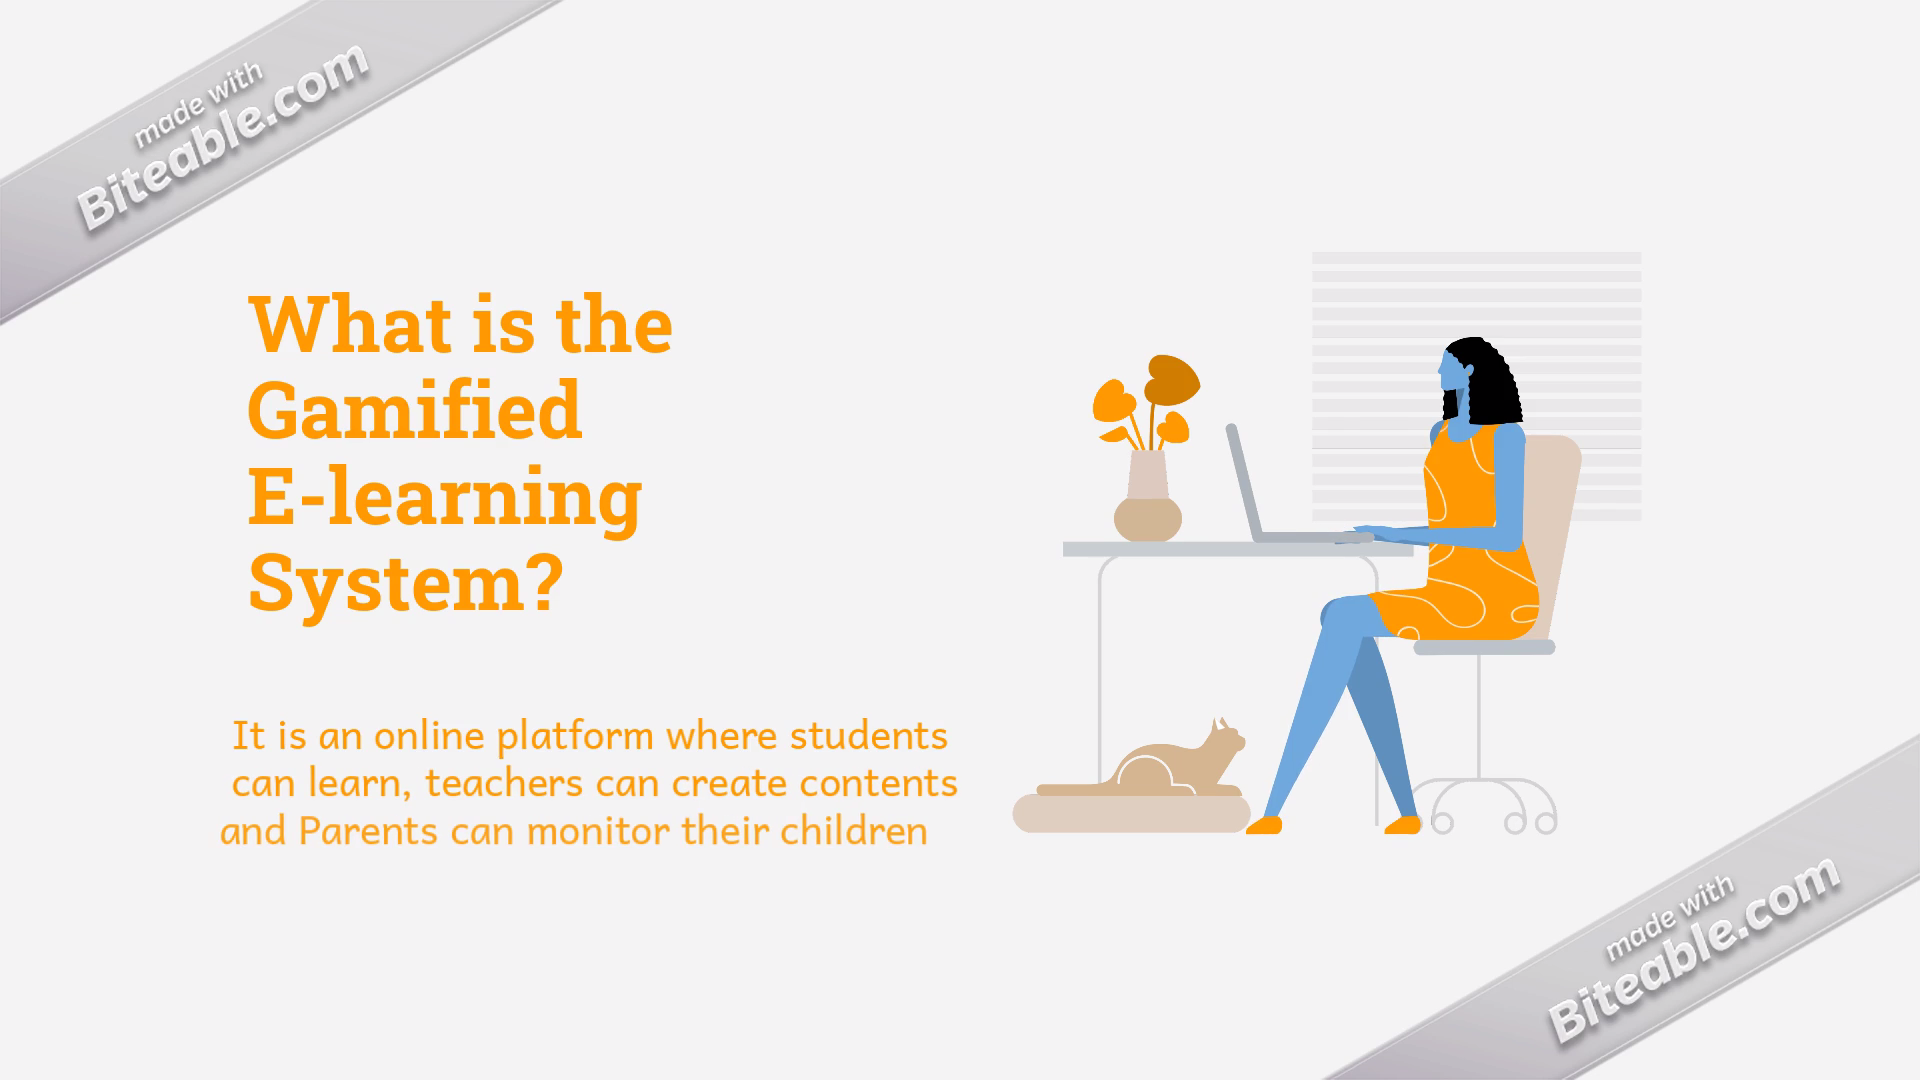 made with
Biteable.com
What is the
Gamified
E-learning
System?
It is an online platform where students
can learn, teachers can create contents
and Parents can monitor their children
made with
Biteable.com